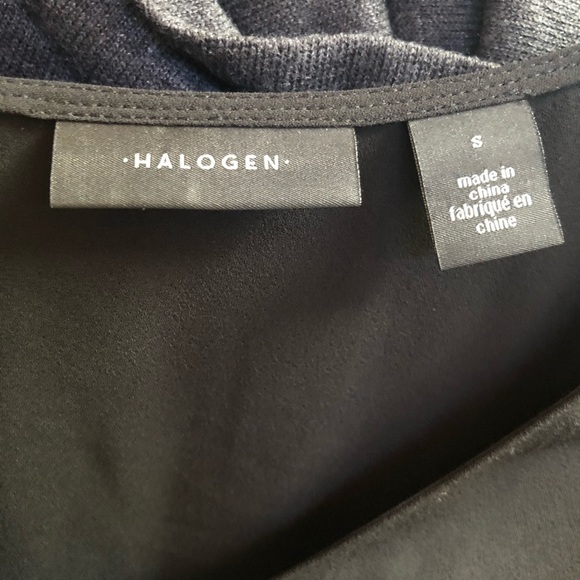 ·HALOGEN·
s
made in
china
fabriqué en
chine